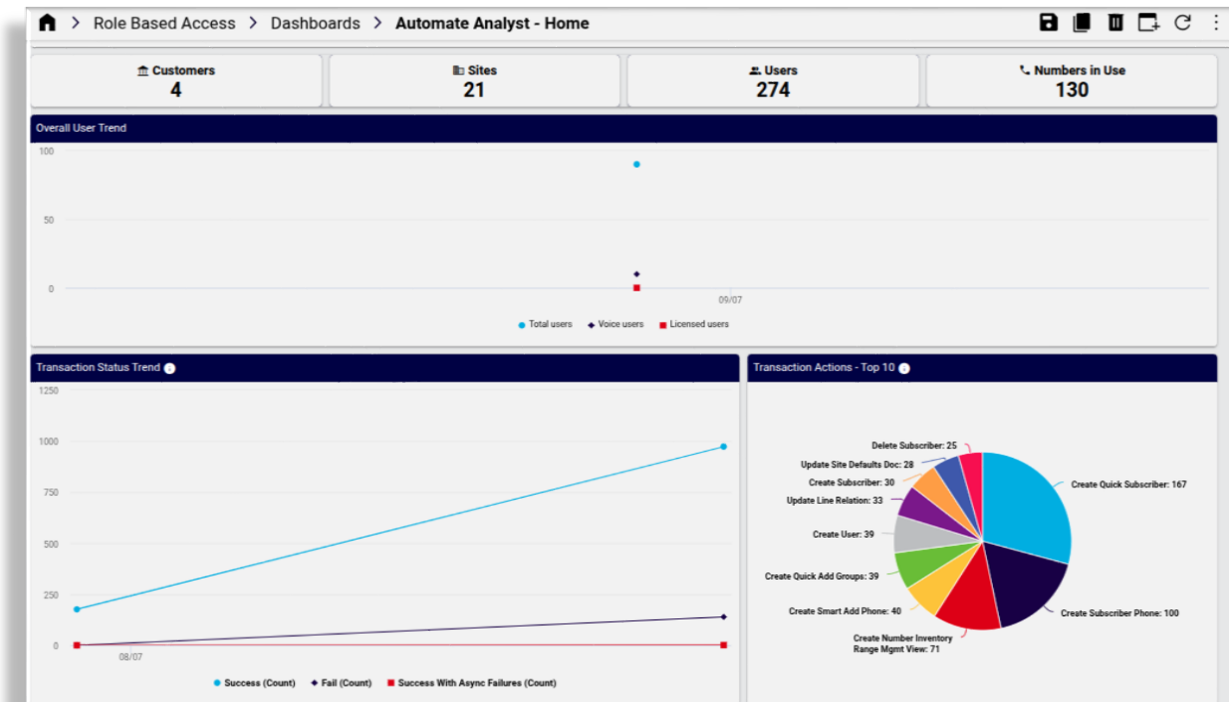 Role Based Access > Dashboards > Automate Analyst - Home
Customers
4
Sites
21
Users
274
Numbers in Use
130
Overall User Trend
100
50
0
09/07
Total users Voice users Licensed users
Transaction Status Trend
1250
1000
750
500
250
0
08/07
Success (Count) Fail (Count) Success With Async Failures (Count)
Transaction Actions - Top 10
Delete Subscriber: 25
Update Site Defaults Doc: 28
Create Subscriber: 30
Update Line Relation: 33
Create User: 39
Create Quick Add Groups: 39
Create Smart Add Phone: 40
Create Number Inventory
Range Mgmt View: 71
Create Quick Subscriber: 167
Create Subscriber Phone: 100